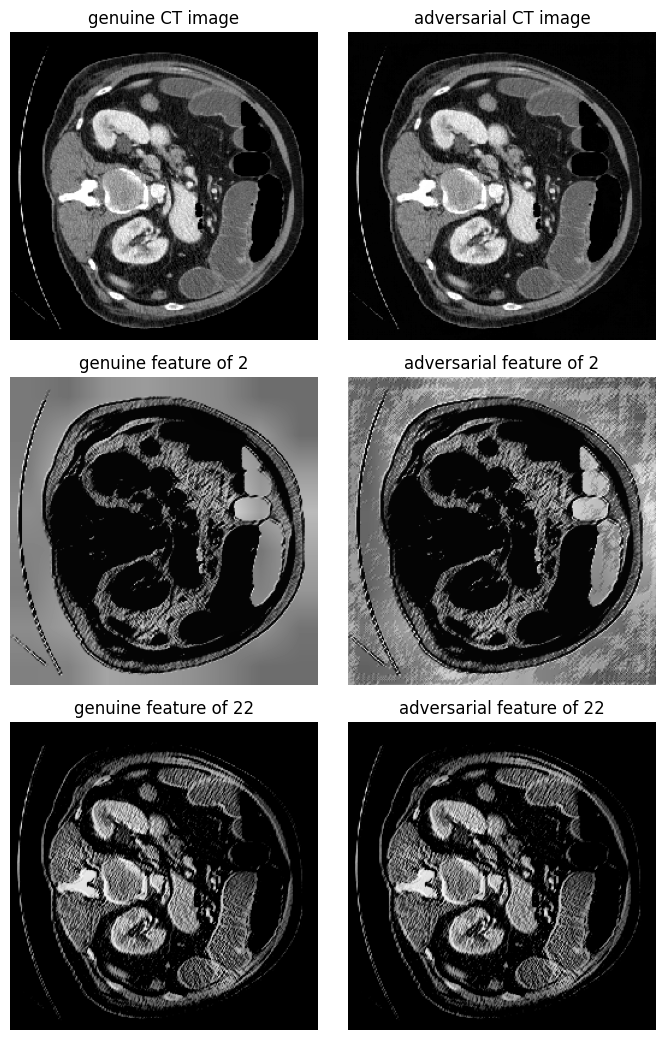 genuine CT image
adversarial CT image
genuine feature of 2
adversarial feature of 2
genuine feature of 22
adversarial feature of 22